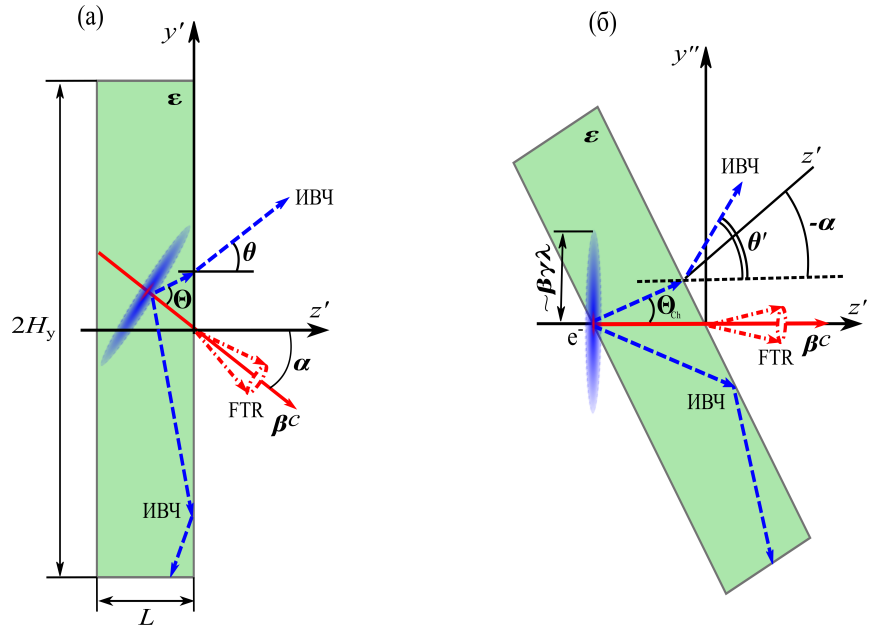 (а)
y'
ε
ИВЧ
θ
Θ
z'
2Hy
α
FTR
βc
ИВЧ
L
(б)
y''
ε
z'
ИВЧ
-α
θ'
~βγλ
ΘCh
z'
e-
FTR
βc
ИВЧ